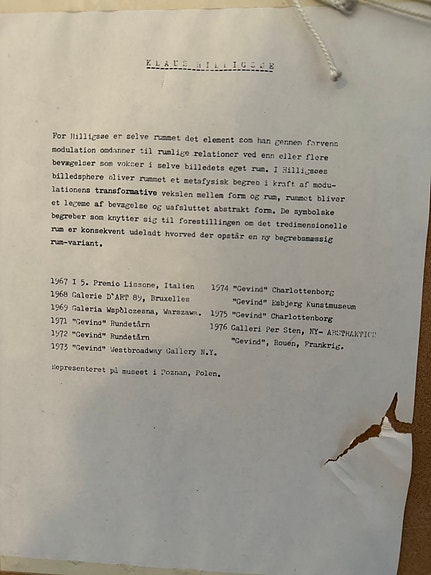 KLAUS HILLIGSØE
For Hilligsøe er selve rummet det element som han gennem farvens
modulation omdanner til rumlige relationer ved enn eller flere
bevægelser som vokser i selve billedets eget rum. I Hilligsøes
billedsphere bliver rummet et metafysisk begreb i kraft af modu-
lationens transformative vekslen mellem form og rum, rummet bliver
et legeme af bevægelse og uafsluttet abstrakt form. De symbolske
begreber som knytter sig til forestillingen om det tredimensionelle
rum er konsekvent udeladt hvorved der opstår en ny begrebsmæssig
rum-variant.
1967 I 5. Premio Lissone, Italien
1968 Galerie D'ART 89, Bruxelles
1969 Galeria Wspólozesna, Warszawa.
1971 "Gevind" Rundetårn
1972 "Gevind" Rundetårn
1973 "Gevind" Westbroadway Gallery N.Y.
1974 "Gevind" Charlottenborg
"Gevind" Esbjerg Kunstmuseum
1975 "Gevind" Charlottenborg
1976 Galleri Per Sten, NY- ABSTRAKTION
"Gevind", Rouen, Frankrig.
Representeret på museet i Poznan, Polen.